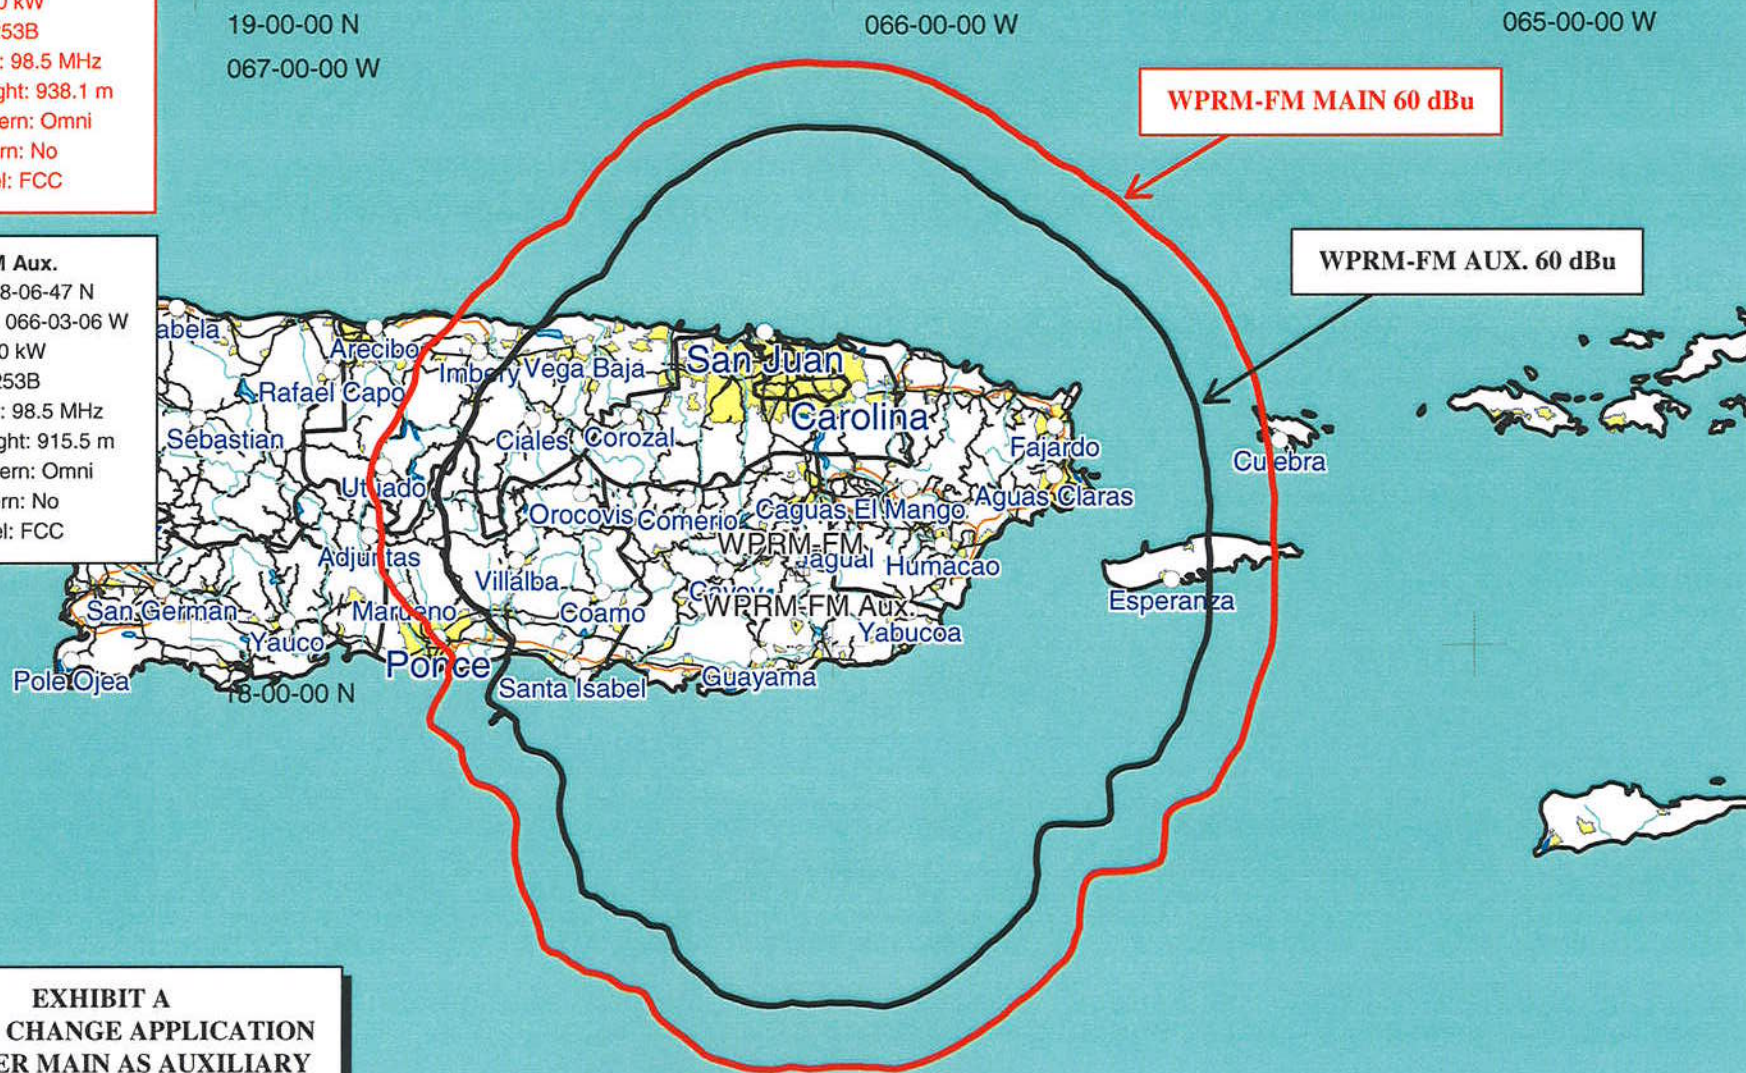 0 kW
53B
: 98.5 MHz
ght: 938.1 m
ern: Omni
rn: No
el: FCC
19-00-00 N
067-00-00 W
066-00-00 W
065-00-00 W
WPRM-FM MAIN 60 dBu
WPRM-FM AUX. 60 dBu
M Aux.
8-06-47 N
066-03-06 W
0 kW
253B
: 98.5 MHz
ght: 915.5 m
ern: Omni
rn: No
el: FCC
abela
Arecibo
Imbery
Vega Baja
San Juan
Rafael Capo
Carolina
Sebastian
Ciales
Corozal
Fajardo
Culebra
Utuado
Aguas Claras
Orocovis
Comerio
Caguas
El Mango
WPRM-FM
Adjuntas
Jagual
Humacao
Villalba
Cayey
Esperanza
San German
Marueno
Coamo
WPRM-FM Aux.
Yauco
Yabucoa
Ponce
Pole Ojea
Santa Isabel
Guayama
18-00-00 N
EXHIBIT A
CHANGE APPLICATION
ER MAIN AS AUXILIARY